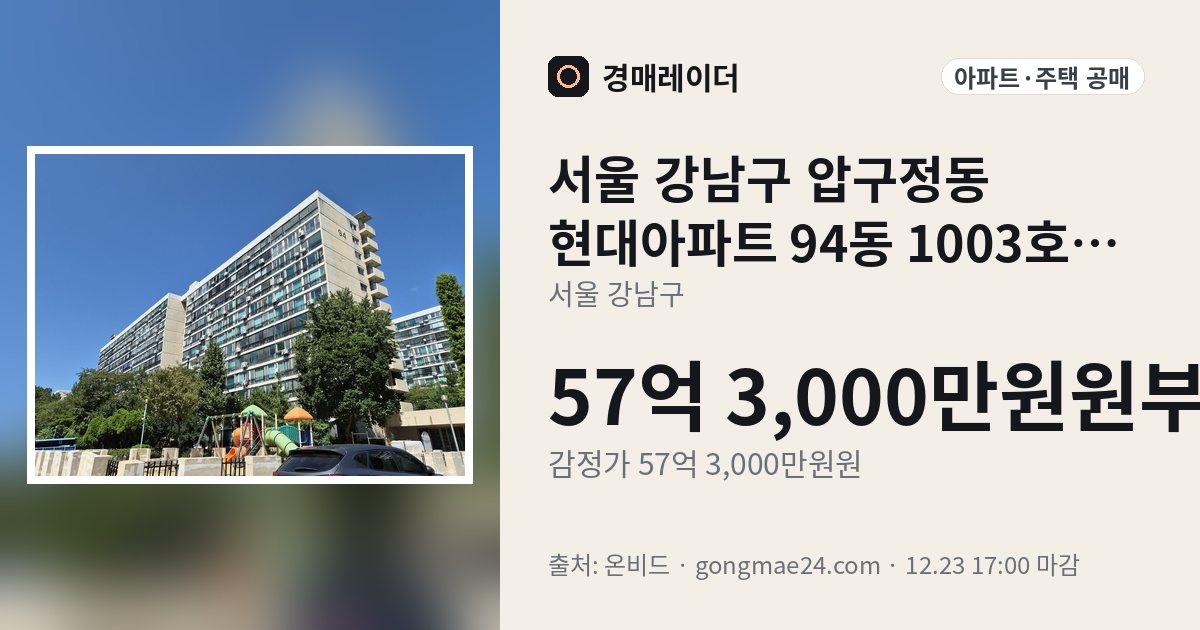 경매레이더
아파트·주택 공매
서울 강남구 압구정동
현대아파트 94동 1003호…
서울 강남구
57억 3,000만원원부
감정가 57억 3,000만원원
출처: 온비드 · gongmae24.com · 12.23 17:00 마감
94